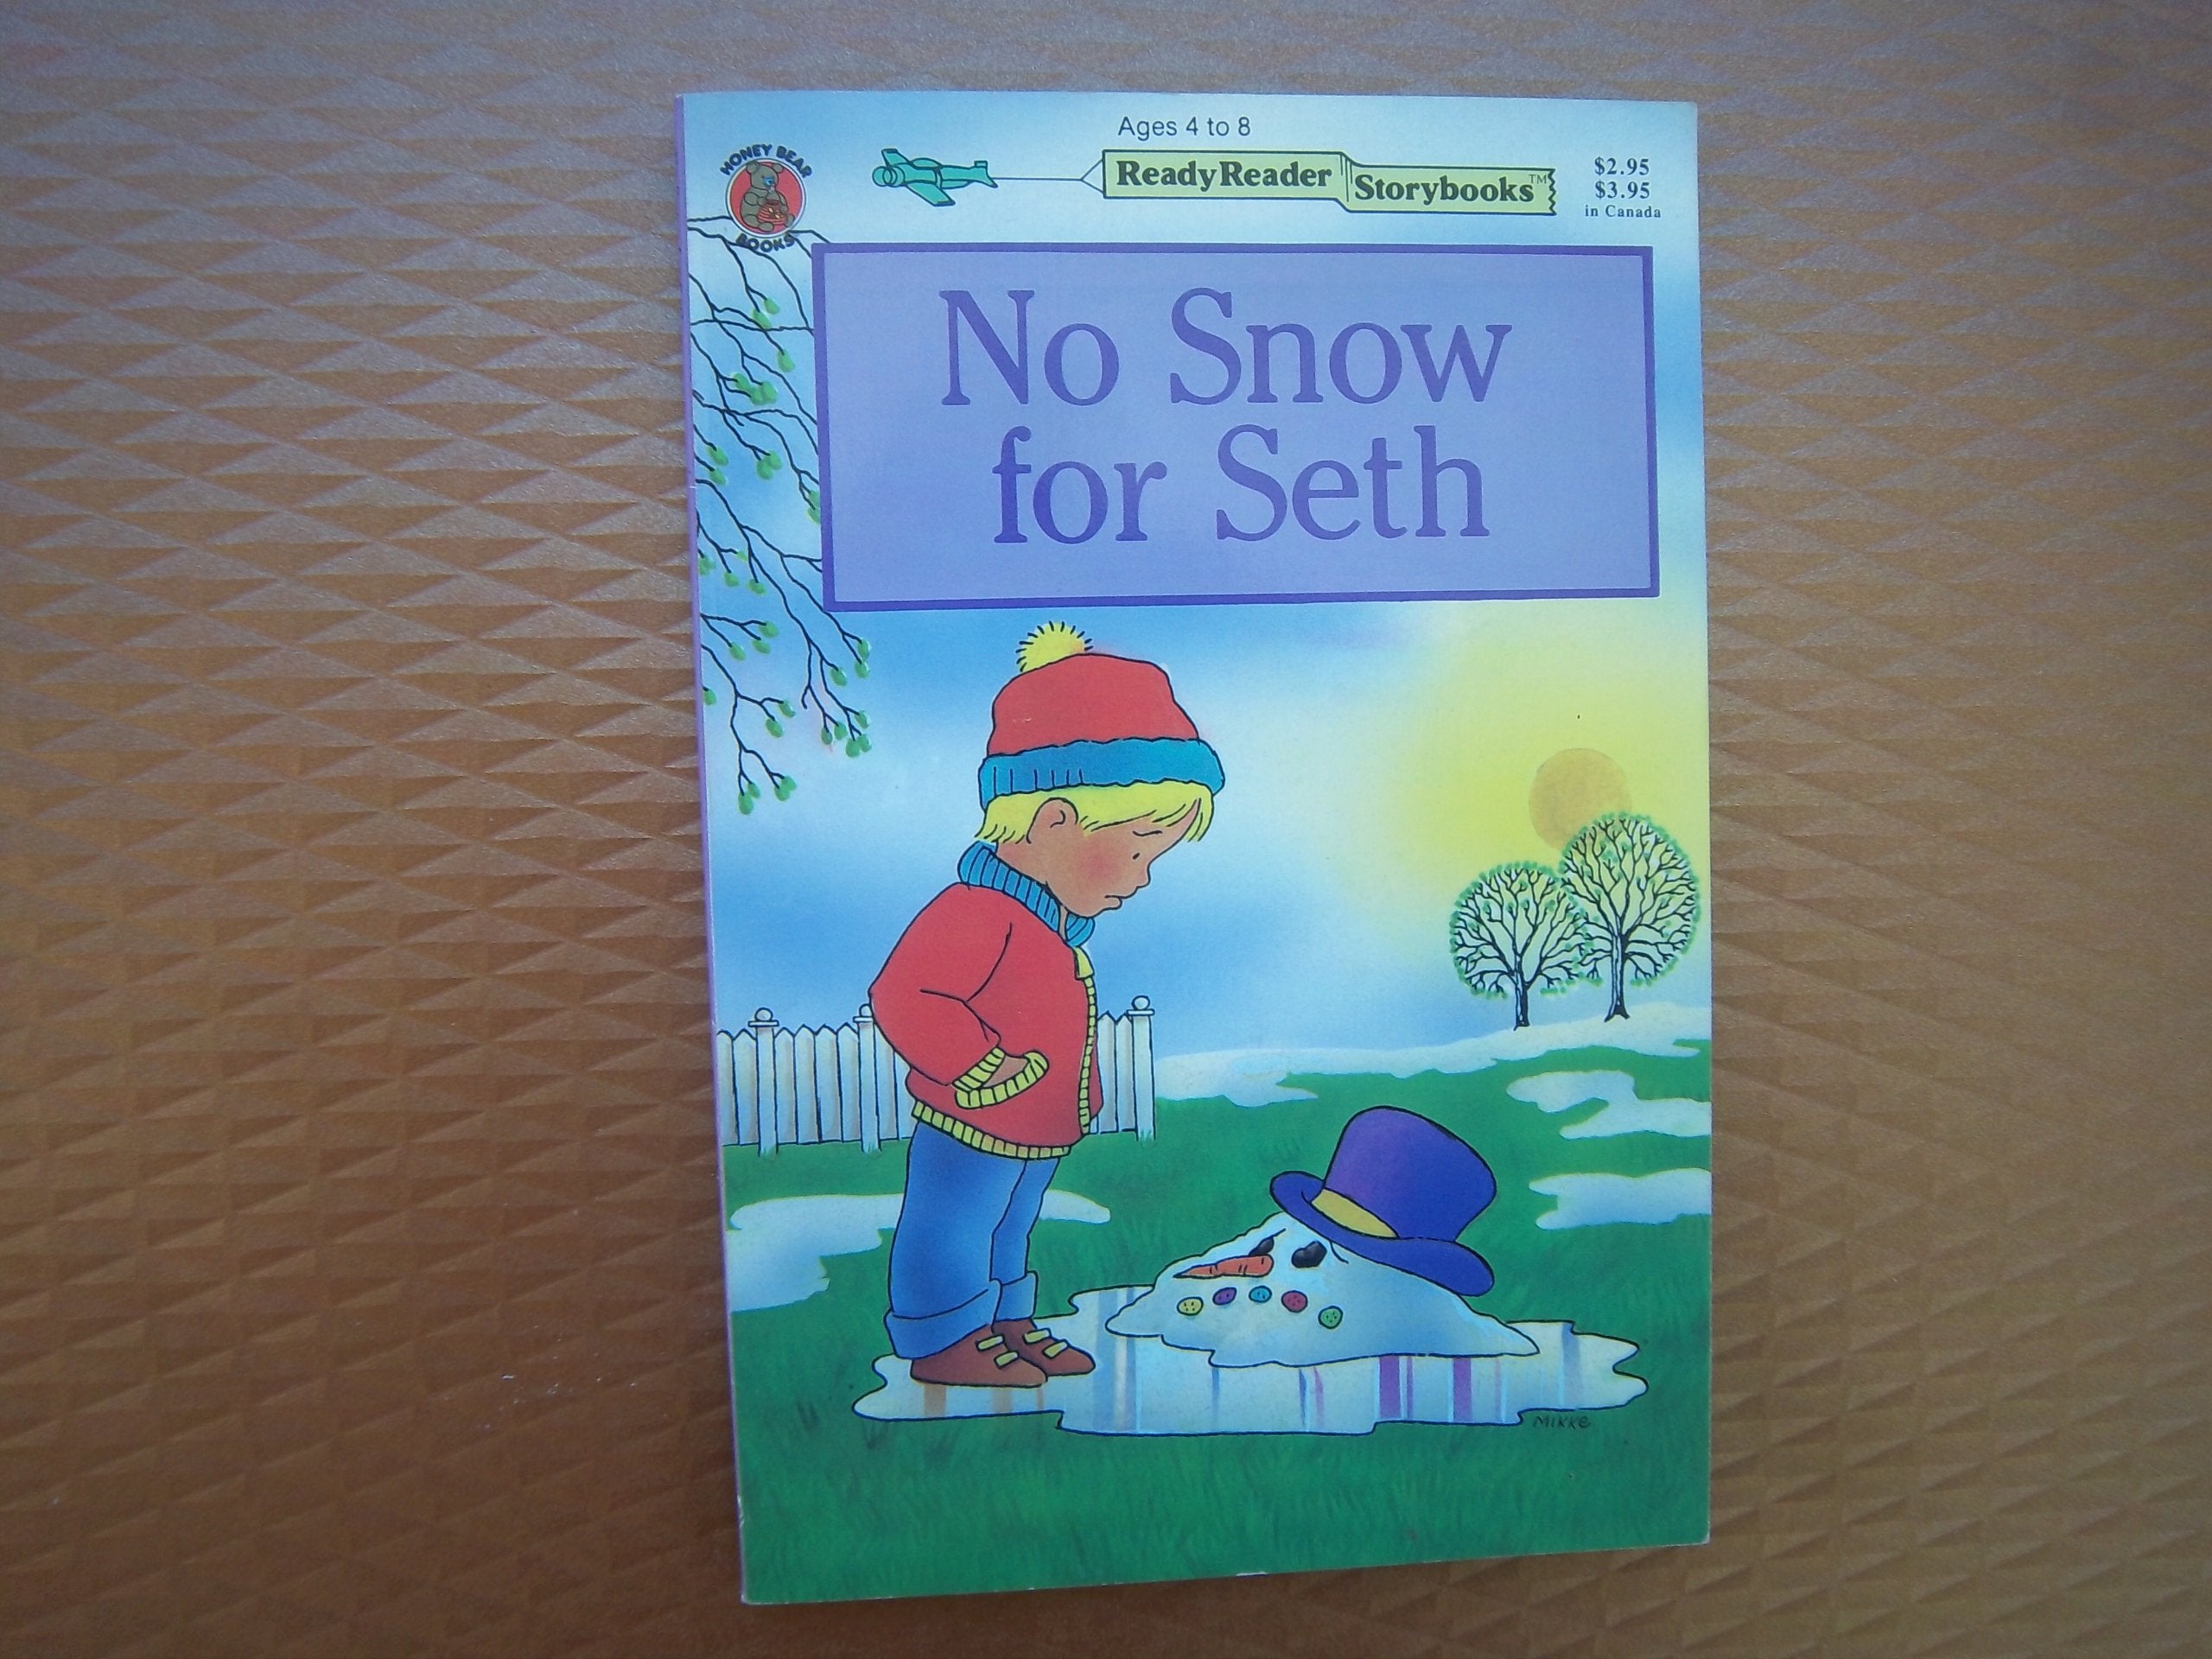 Ages 4 to 8
HONEY BEAR
BOOKS
ReadyReader
Storybooks™
$2.95
$3.95
in Canada
No Snow
for Seth
MIKKE